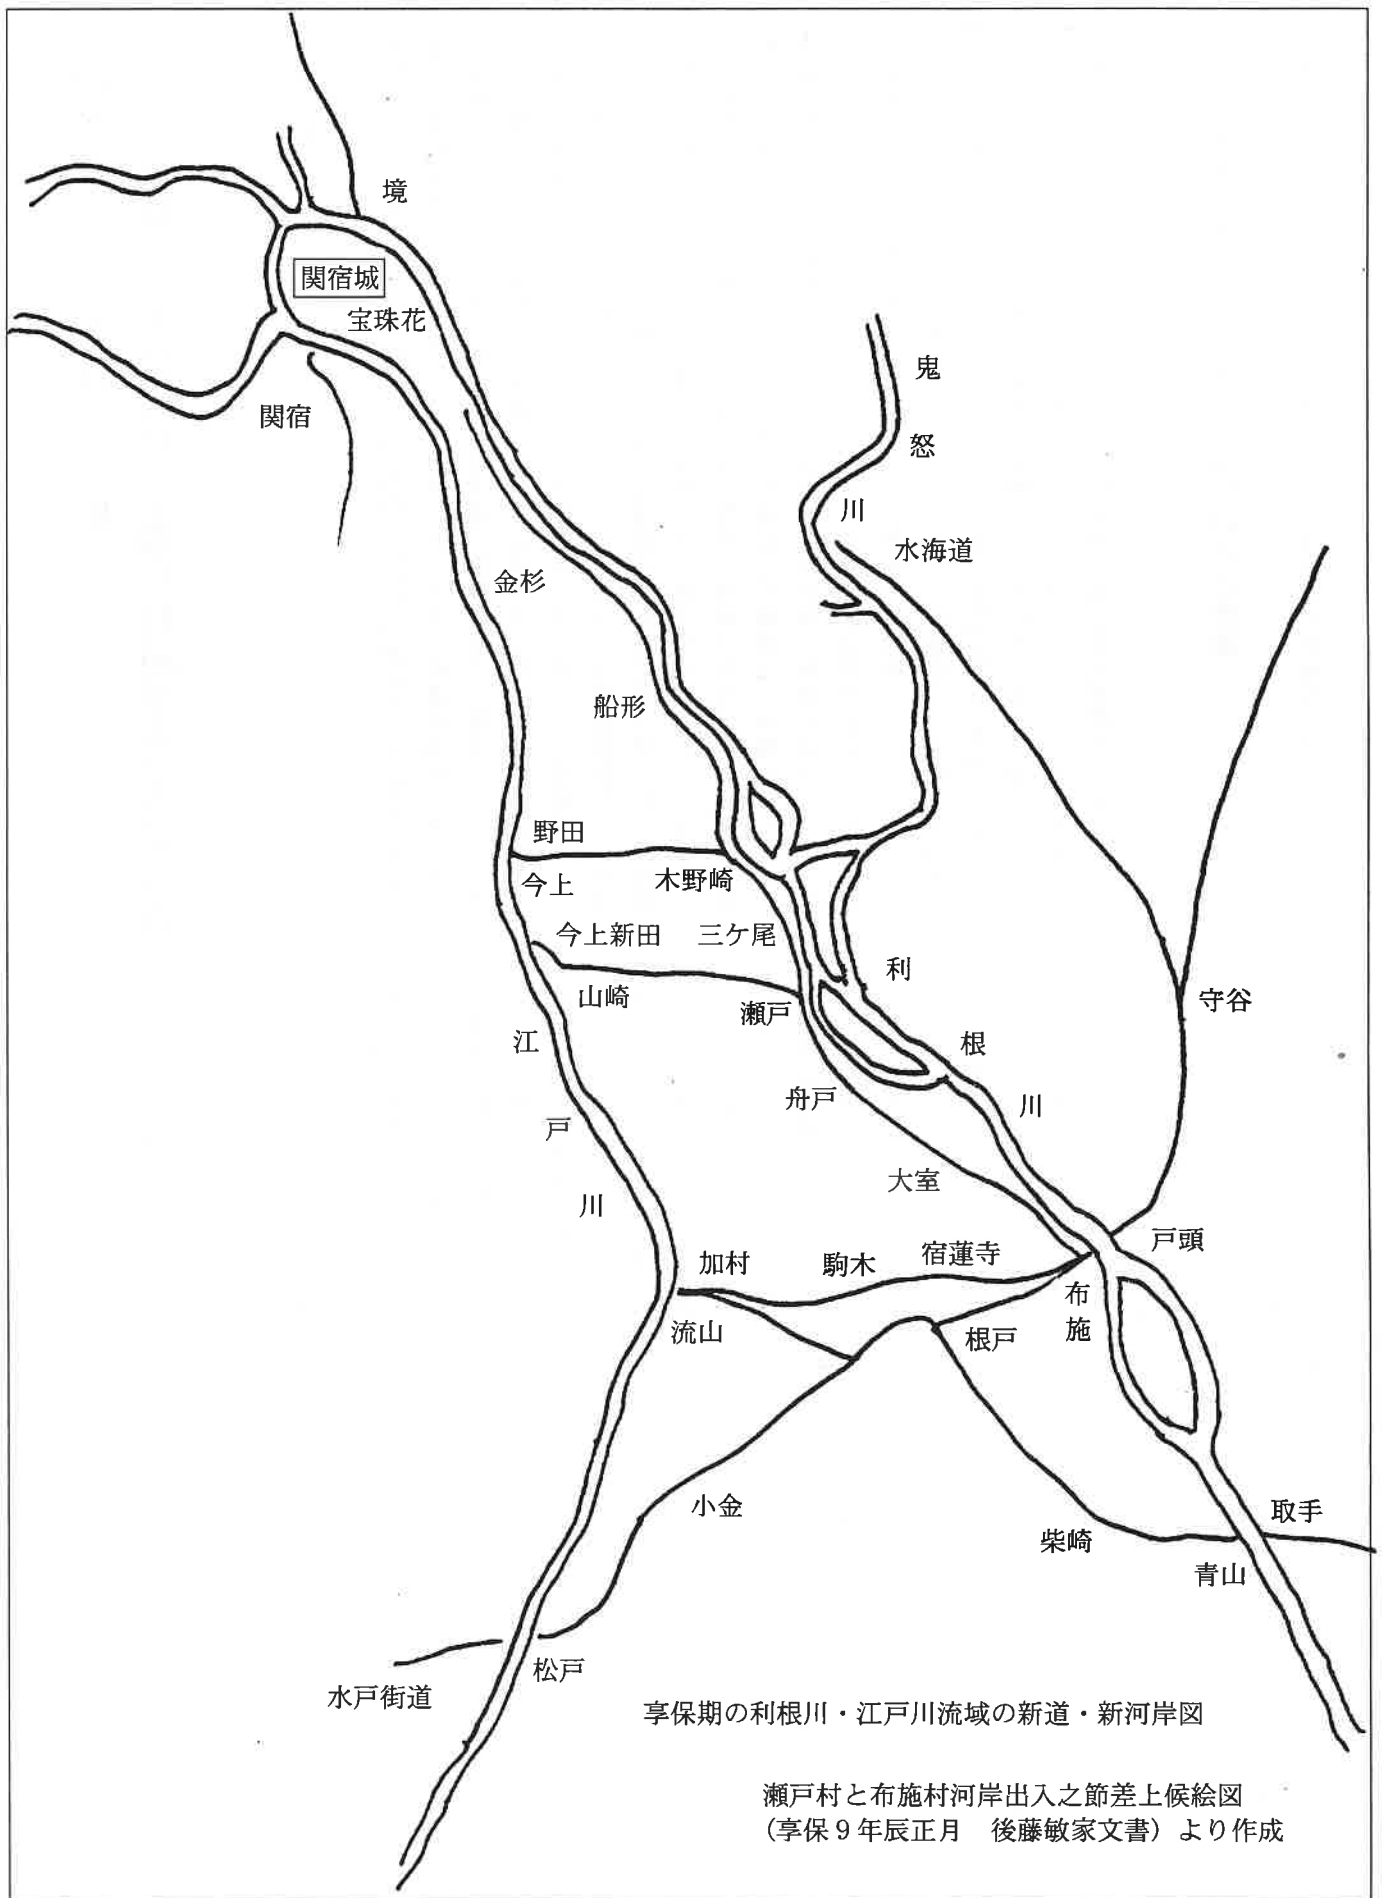 境
関宿城
宝珠花
関宿
鬼怒川
水海道
金杉
船形
野田
今上
木野崎
今上新田
三ケ尾
山崎
瀬戸
利根川
守谷
江戸川
舟戸
大室
戸頭
加村
駒木
宿蓮寺
布施
流山
根戸
小金
取手
柴崎
青山
松戸
水戸街道
享保期の利根川・江戸川流域の新道・新河岸図
瀬戸村と布施村河岸出入之節差上候絵図
(享保9年辰正月　後藤敏家文書)より作成